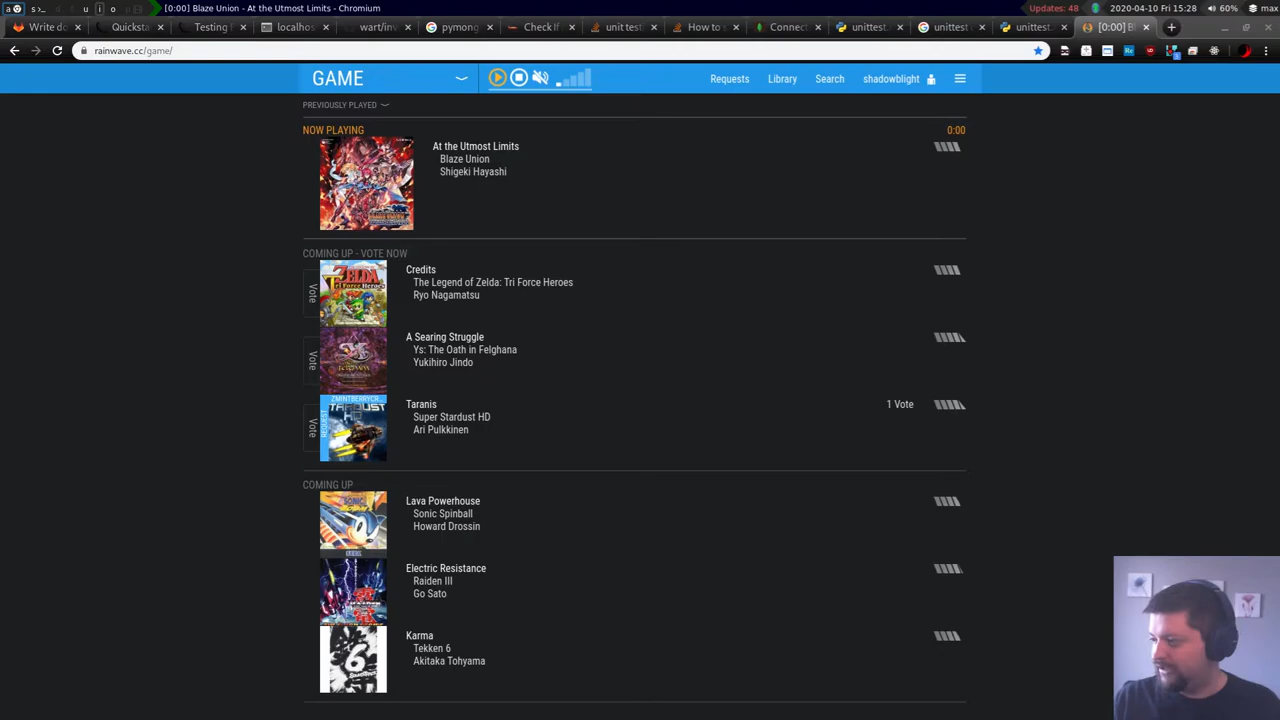 [0:00] Blaze Union - At the Utmost Limits - Chromium
Updates: 48
2020-04-10 Fri 15:28
60%
max
Write do
Quicksta
Testing
localhos
wart/inv
pymong
Check If
unit test
How to s
Connect
unittest.
unittest
unittest.
[0:00] Bl
rainwave.cc/game/
GAME
Requests
Library
Search
shadowblight
PREVIOUSLY PLAYED
NOW PLAYING
0:00
At the Utmost Limits
Blaze Union
Shigeki Hayashi
COMING UP - VOTE NOW
Vote
Credits
The Legend of Zelda: Tri Force Heroes
Ryo Nagamatsu
Vote
A Searing Struggle
Ys: The Oath in Felghana
Yukihiro Jindo
Vote
REQUEST
ZMINTBERRYCR...
Taranis
1 Vote
Super Stardust HD
Ari Pulkkinen
COMING UP
Lava Powerhouse
Sonic Spinball
Howard Drossin
Electric Resistance
Raiden III
Go Sato
Karma
Tekken 6
Akitaka Tohyama